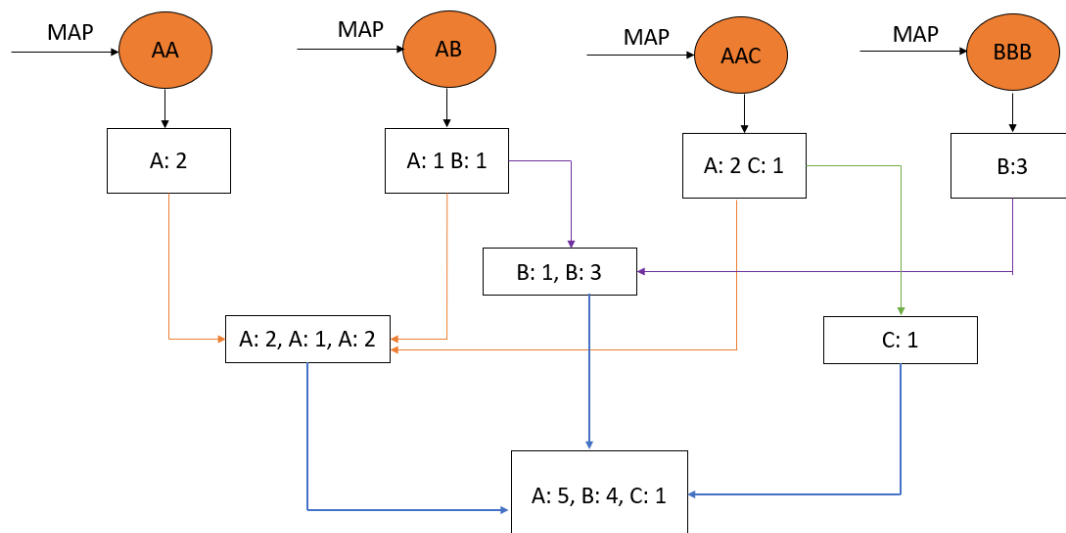 MAP
AA
MAP
AB
MAP
AAC
MAP
BBB
A: 2
A: 1 B: 1
A: 2 C: 1
B:3
B: 1, B: 3
A: 2, A: 1, A: 2
C: 1
A: 5, B: 4, C: 1